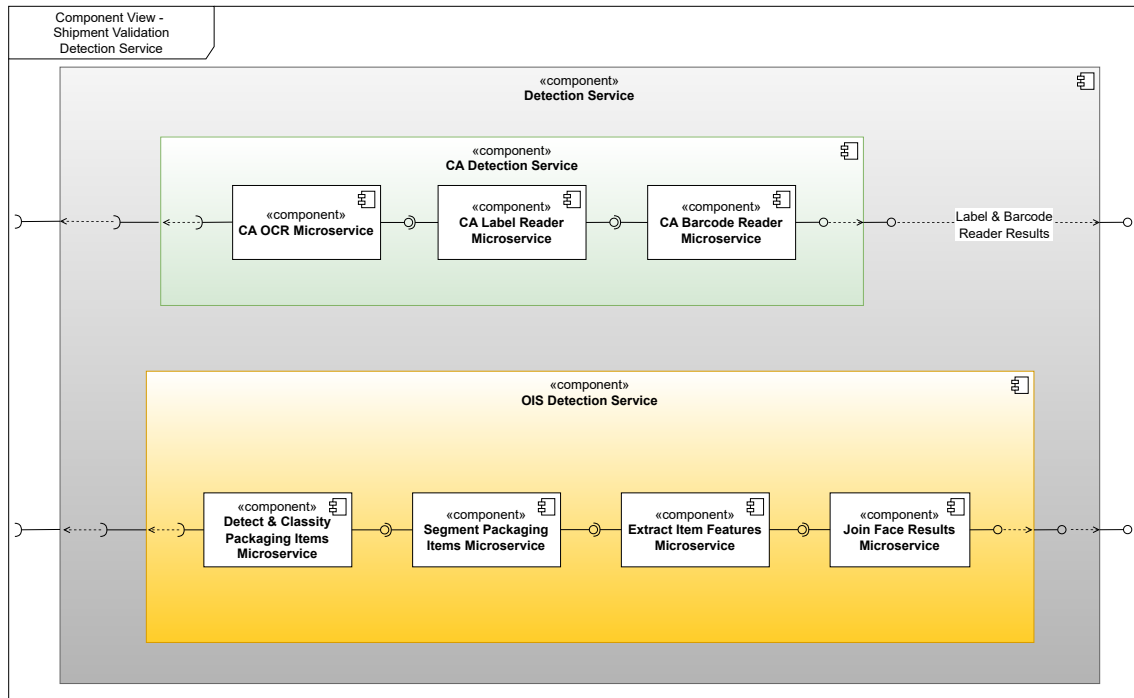 Component View -
Shipment Validation
Detection Service
«component»
Detection Service
«component»
CA Detection Service
«component»
CA OCR Microservice
«component»
CA Label Reader
Microservice
«component»
CA Barcode Reader
Microservice
Label & Barcode
Reader Results
«component»
OIS Detection Service
«component»
Detect & Classity
Packaging Items
Microservice
«component»
Segment Packaging
Items Microservice
«component»
Extract Item Features
Microservice
«component»
Join Face Results
Microservice